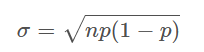 σ = √np(1 − p)